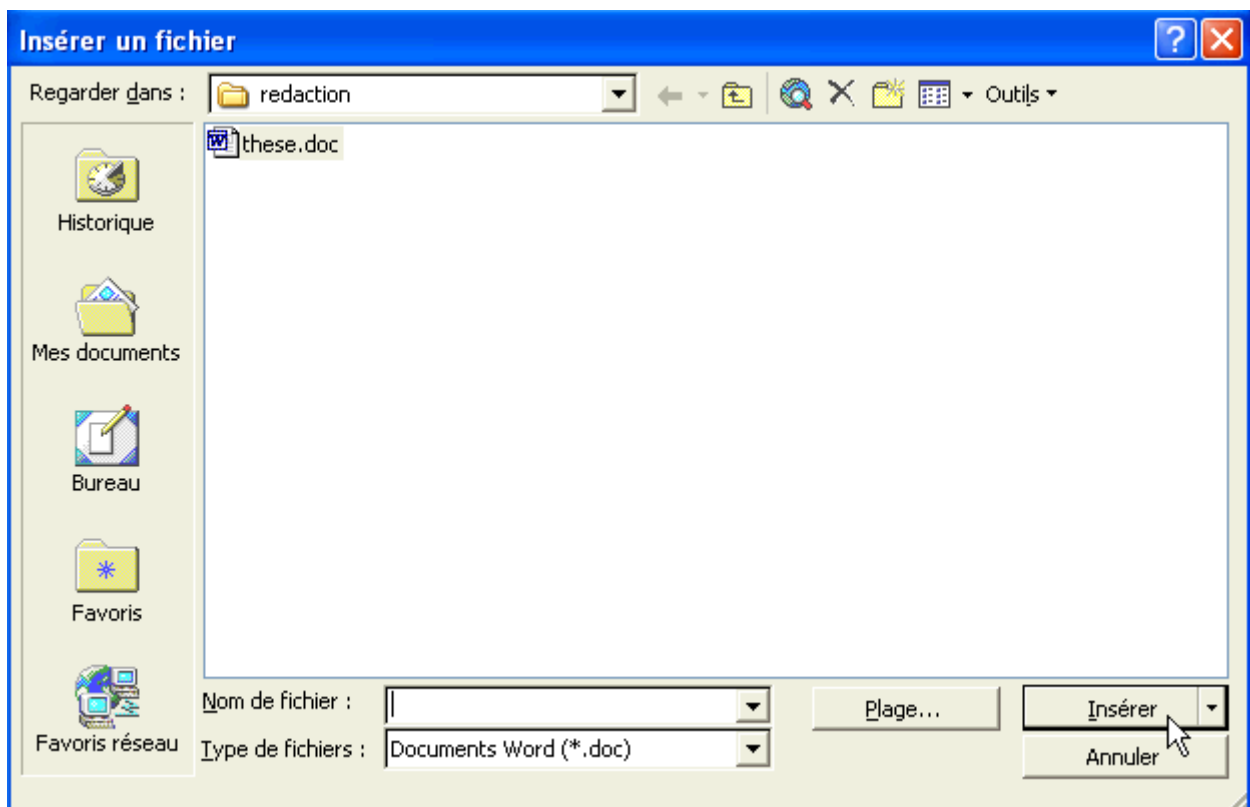 Insérer un fichier
Regarder dans :
redaction
Outils
these.doc
Historique
Mes documents
Bureau
Favoris
Favoris réseau
Nom de fichier :
Plage...
Insérer
Type de fichiers :
Documents Word (*.doc)
Annuler